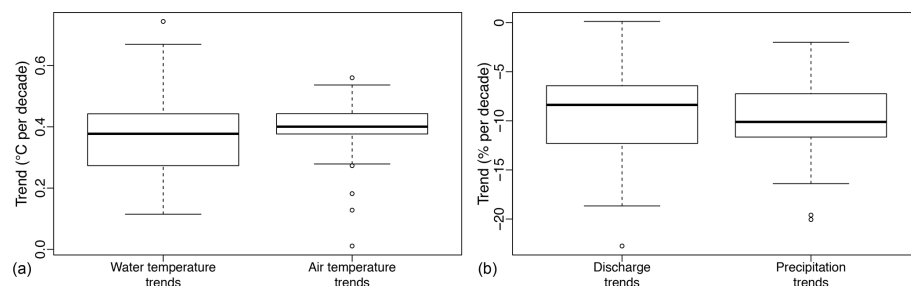 Trend (°C per decade)
0.0
0.2
0.4
0.6
Water temperature
trends
Air temperature
trends
(a)
Trend (% per decade)
0
−5
−10
−15
−20
Discharge
trends
Precipitation
trends
(b)